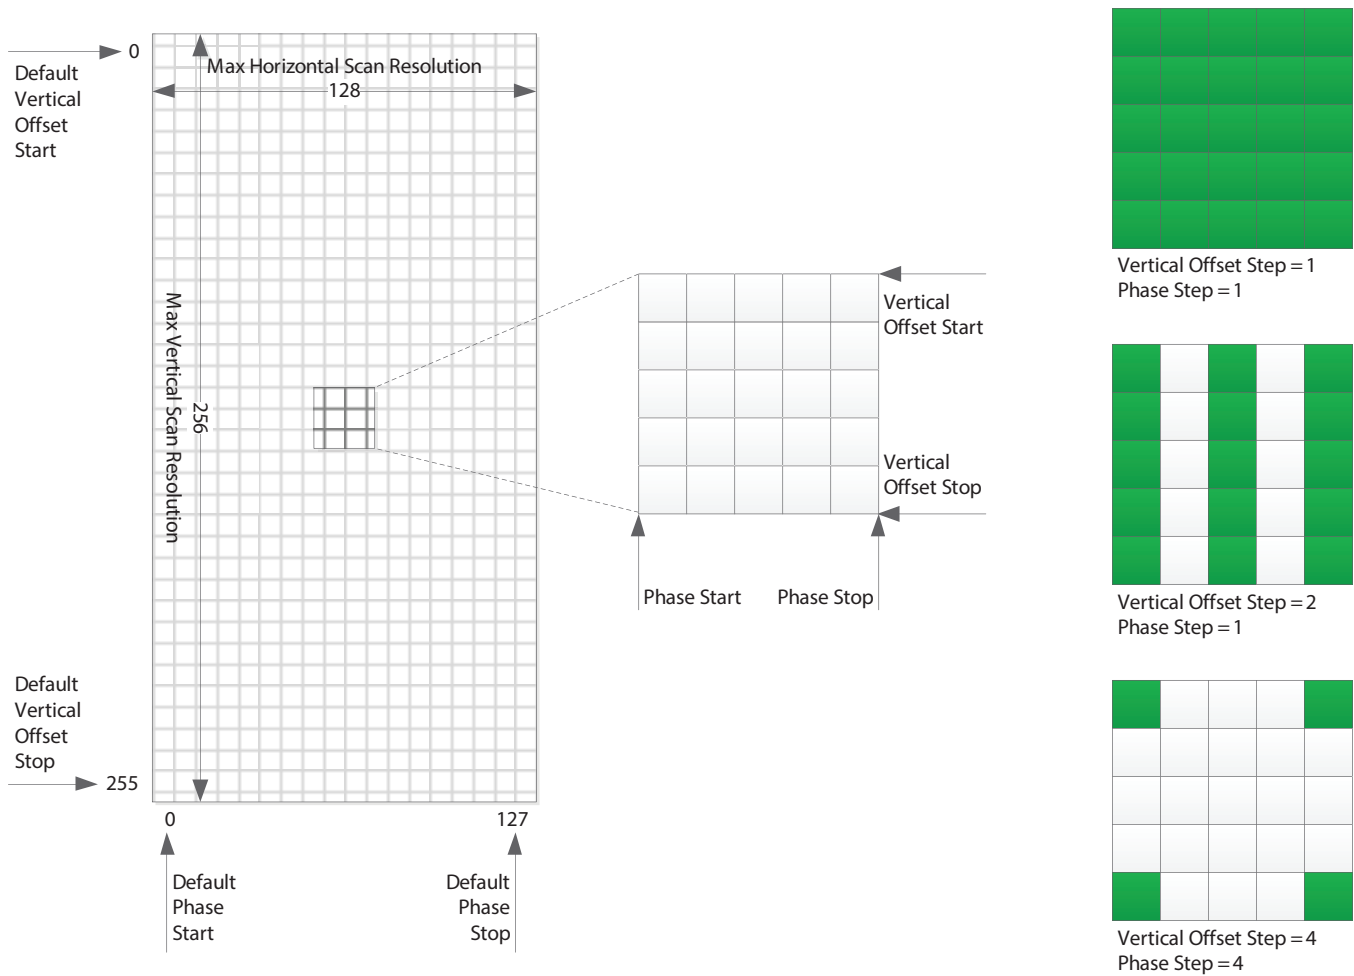 0
Default
Vertical
Offset
Start
Max Horizontal Scan Resolution
128
Max Vertical Scan Resolution
256
Default
Vertical
Offset
Stop
255
0
127
Default
Phase
Start
Default
Phase
Stop
Vertical
Offset Start
Vertical
Offset Stop
Phase Start
Phase Stop
Vertical Offset Step = 1
Phase Step = 1
Vertical Offset Step = 2
Phase Step = 1
Vertical Offset Step = 4
Phase Step = 4